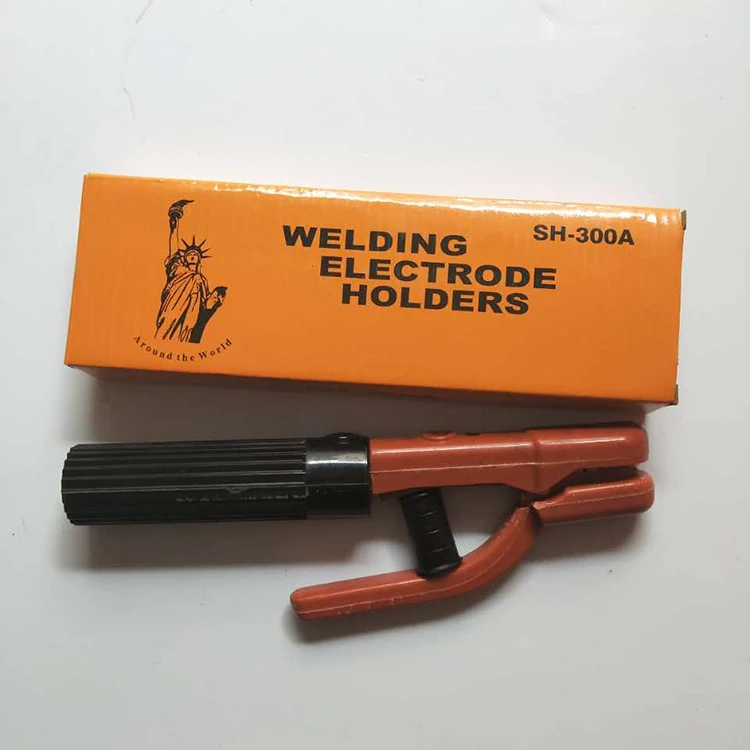 WELDING
ELECTRODE
HOLDERS
SH-300A
Around the World